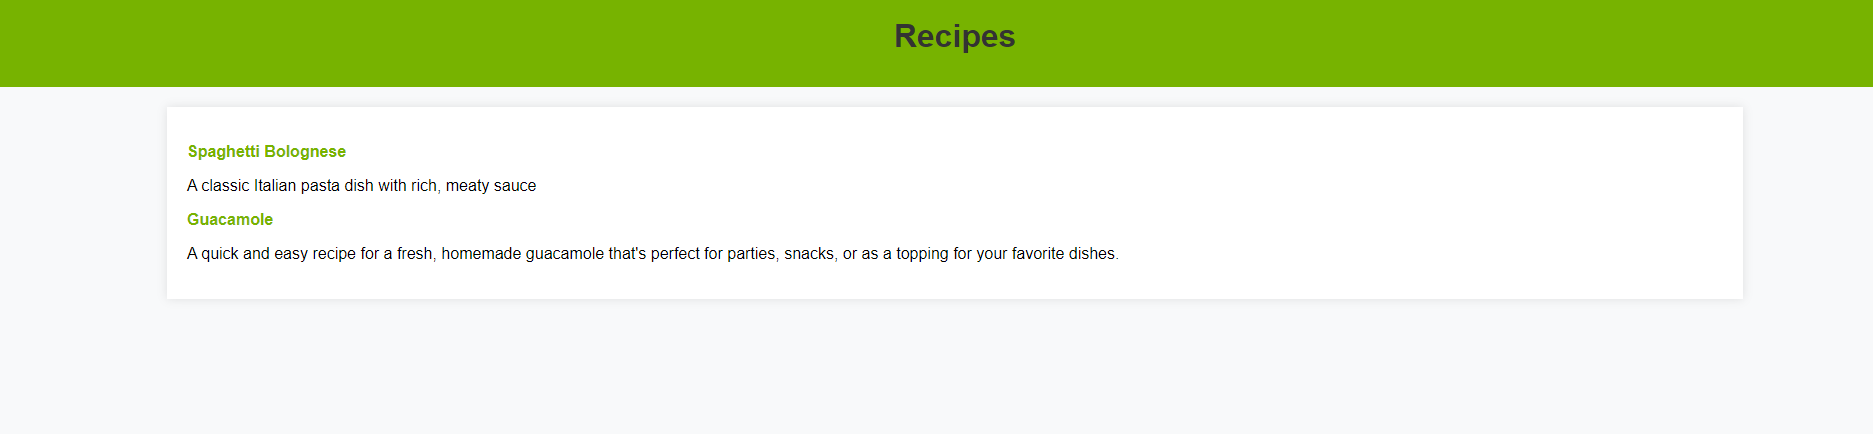 Recipes
Spaghetti Bolognese
A classic Italian pasta dish with rich, meaty sauce
Guacamole
A quick and easy recipe for a fresh, homemade guacamole that's perfect for parties, snacks, or as a topping for your favorite dishes.